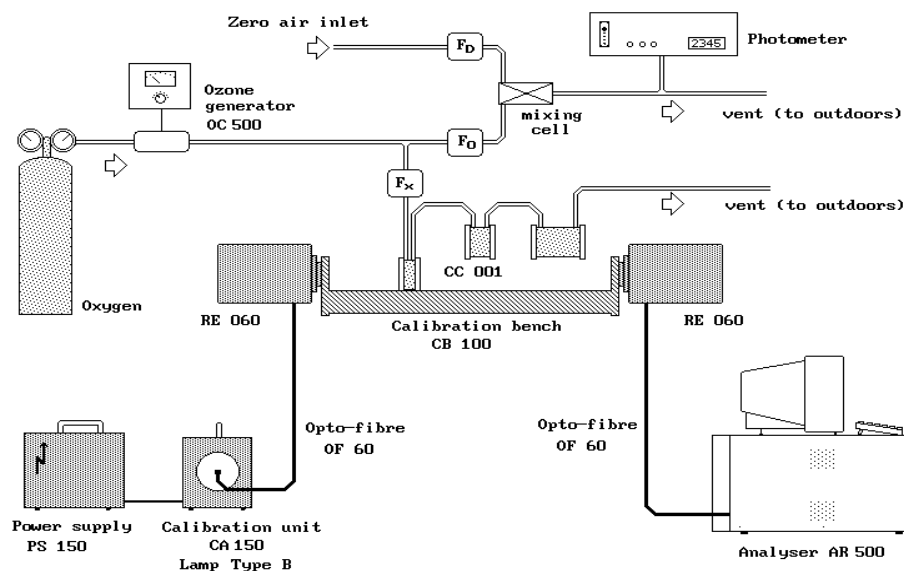 Zero air inlet
F_D
2345
Photometer
Ozone
generator
OC 500
mixing
cell
vent (to outdoors)
F_O
F_x
vent (to outdoors)
CC 001
Oxygen
RE 060
Calibration bench
CB 100
RE 060
Opto-fibre
OF 60
Opto-fibre
OF 60
Power supply
PS 150
Calibration unit
CA 150
Lamp Type B
Analyser AR 500